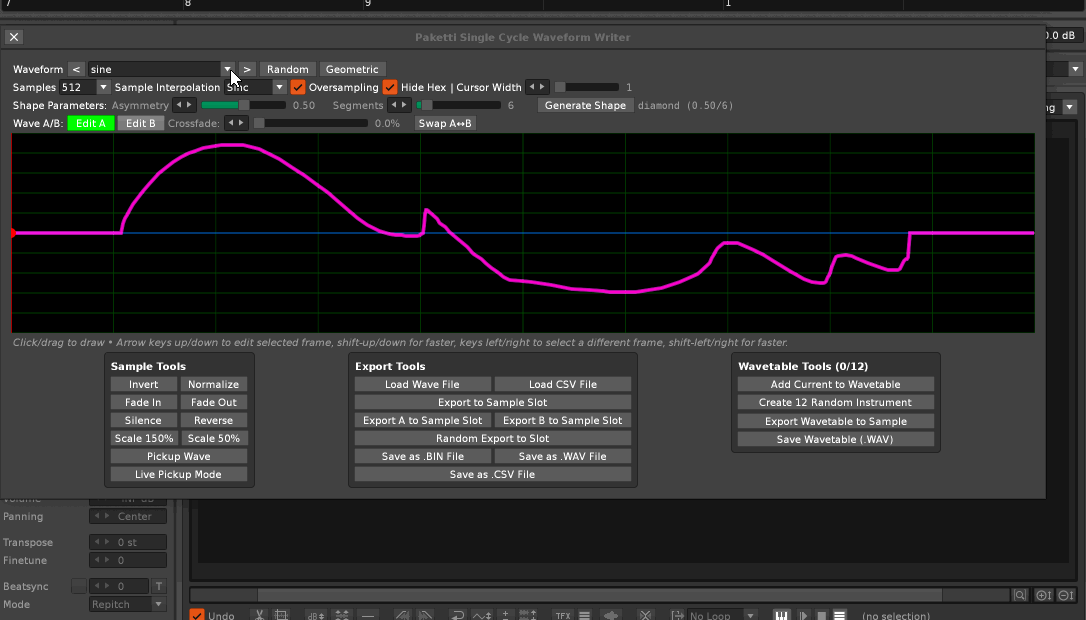 7 8 9 1
0.0 dB
Paketti Single Cycle Waveform Writer
Waveform < sine > Random Geometric
Samples 512 Sample Interpolation Sinc Oversampling Hide Hex | Cursor Width 1
Shape Parameters: Asymmetry 0.50 Segments 6 Generate Shape diamond (0.50/6)
Wave A/B: Edit A Edit B Crossfade: 0.0% Swap A↔B
Click/drag to draw • Arrow keys up/down to edit selected frame, shift-up/down for faster, keys left/right to select a different frame, shift-left/right for faster.
Sample Tools
Invert Normalize
Fade In Fade Out
Silence Reverse
Scale 150% Scale 50%
Pickup Wave
Live Pickup Mode
Export Tools
Load Wave File Load CSV File
Export to Sample Slot
Export A to Sample Slot Export B to Sample Slot
Random Export to Slot
Save as .BIN File Save as .WAV File
Save as .CSV File
Wavetable Tools (0/12)
Add Current to Wavetable
Create 12 Random Instrument
Export Wavetable to Sample
Save Wavetable (.WAV)
Volume
Panning Center
Transpose 0 st
Finetune 0
Beatsync 0 T
Mode Repitch
Undo dB TFX No Loop (no selection)